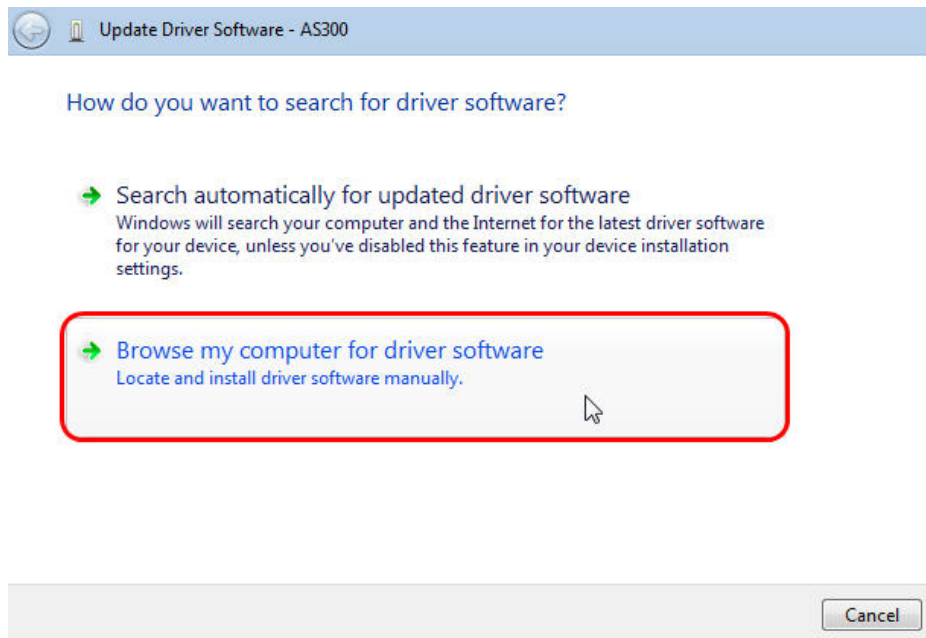 Update Driver Software - AS300
How do you want to search for driver software?
Search automatically for updated driver software
Windows will search your computer and the Internet for the latest driver software
for your device, unless you've disabled this feature in your device installation
settings.
Browse my computer for driver software
Locate and install driver software manually.
Cancel